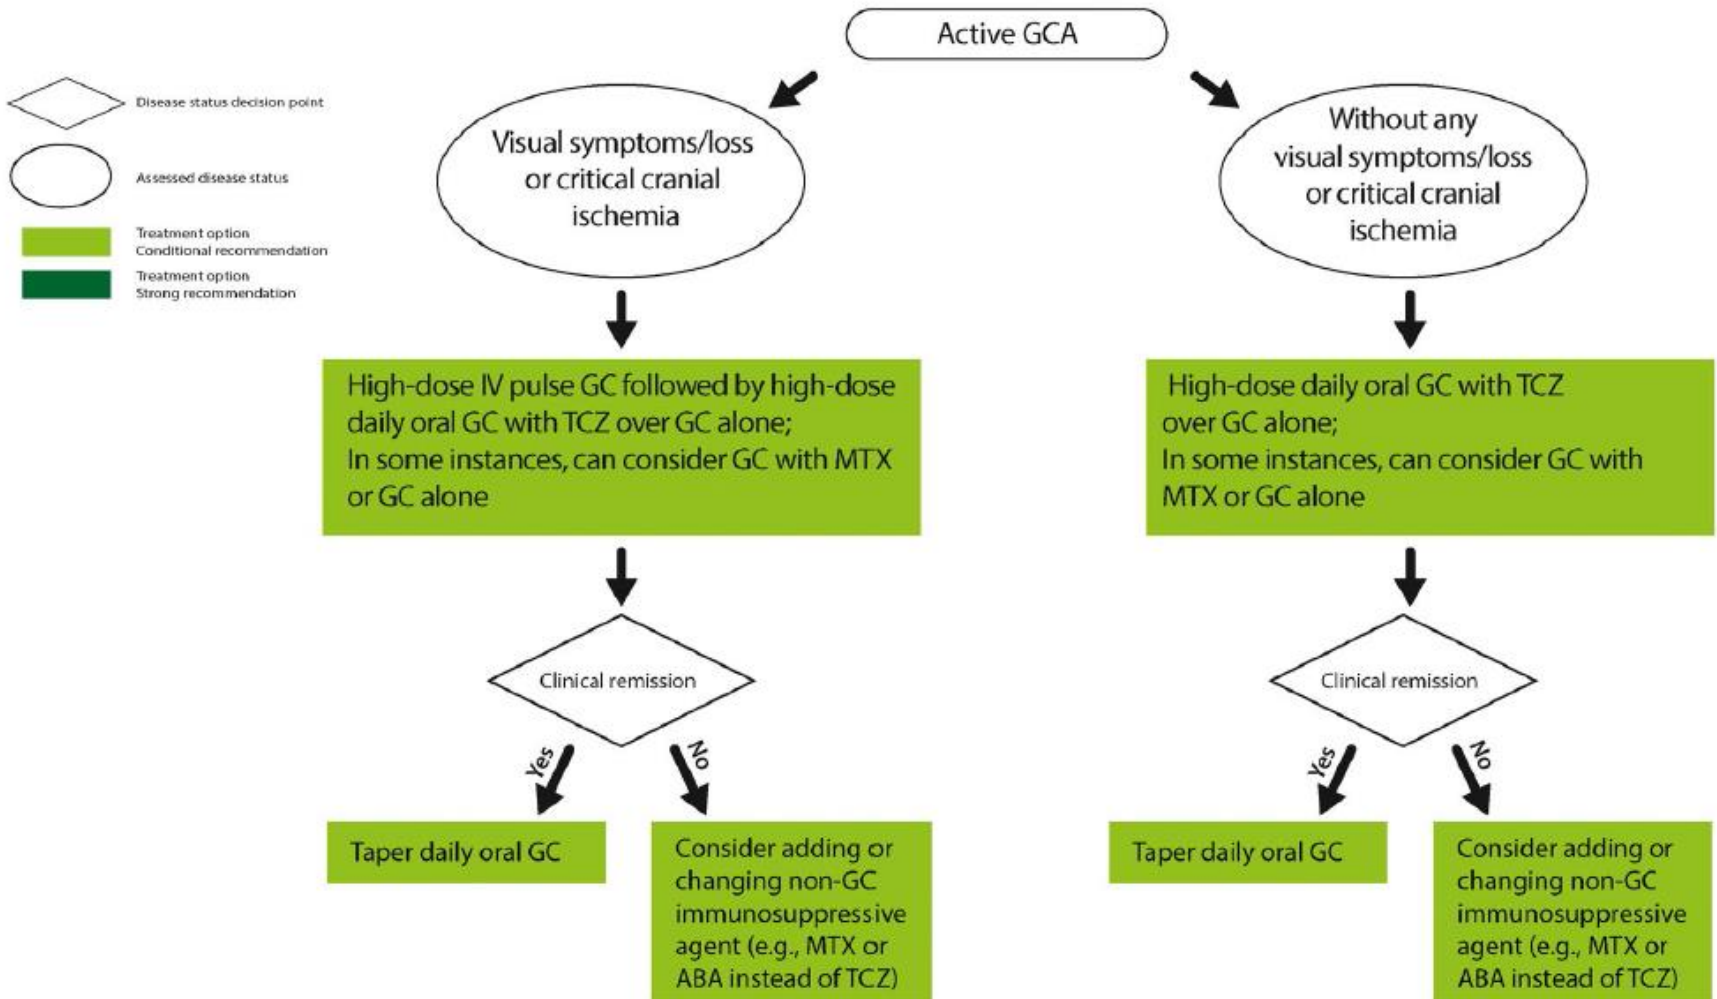 Active GCA
Disease status decision point
Assessed disease status
Treatment option
Conditional recommendation
Treatment option
Strong recommendation
Visual symptoms/loss
or critical cranial
ischemia
Without any
visual symptoms/loss
or critical cranial
ischemia
High-dose IV pulse GC followed by high-dose
daily oral GC with TCZ over GC alone;
In some instances, can consider GC with MTX
or GC alone
High-dose daily oral GC with TCZ
over GC alone;
In some instances, can consider GC with
MTX or GC alone
Clinical remission
Clinical remission
Yes
No
Yes
No
Taper daily oral GC
Consider adding or
changing non-GC
immunosuppressive
agent (e.g., MTX or
ABA instead of TCZ)
Taper daily oral GC
Consider adding or
changing non-GC
immunosuppressive
agent (e.g., MTX or
ABA instead of TCZ)